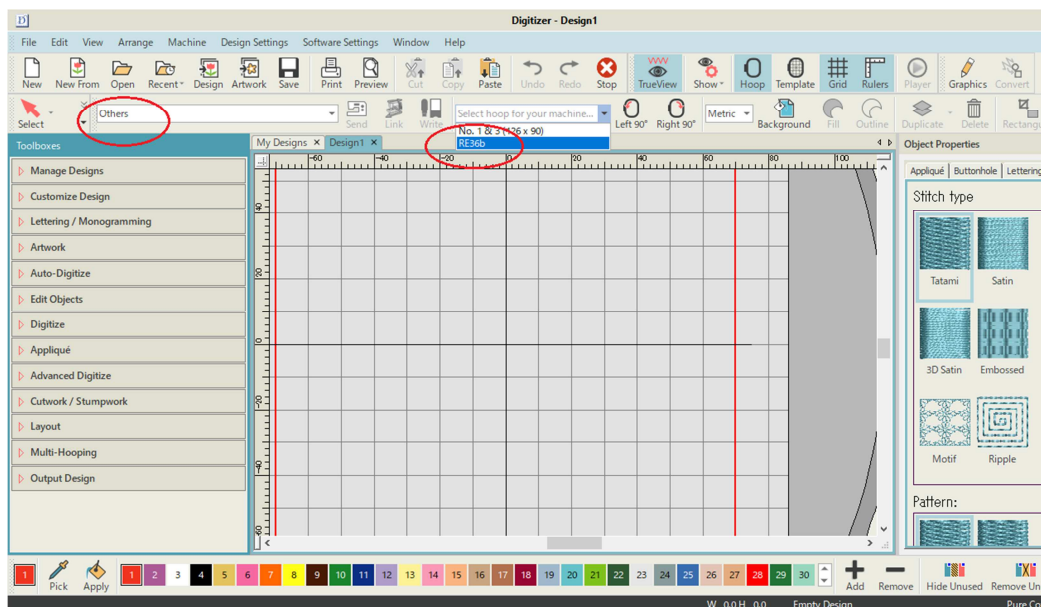 Digitizer - Design1
File Edit View Arrange Machine Design Settings Software Settings Window Help
New New From Open Recent Design Artwork Save Print Preview Cut Copy Paste Undo Redo Stop TrueView Show Hoop Template Grid Rulers Player Graphics Convert
Select Others Send Link Write Select hoop for your machine... Left 90° Right 90° Metric Background Fill Outline Duplicate Delete
No. 1 & 3 (126 x 90)
RE36b
Toolboxes
My Designs × Design1 ×
Object Properties
-60 -40 -20 0 20 40 60 80 100
Manage Designs
Customize Design
Lettering / Monogramming
Artwork
Auto-Digitize
Edit Objects
Digitize
Appliqué
Advanced Digitize
Cutwork / Stumpwork
Layout
Multi-Hooping
Output Design
Appliqué Buttonhole Lettering
Stitch type
Tatami Satin
3D Satin Embossed
Motif Ripple
Pattern:
1 Pick Apply 1 2 3 4 5 6 7 8 9 10 11 12 13 14 15 16 17 18 19 20 21 22 23 24 25 26 27 28 29 30 Add Remove Hide Unused
W 0.0 H 0.0 Empty Design